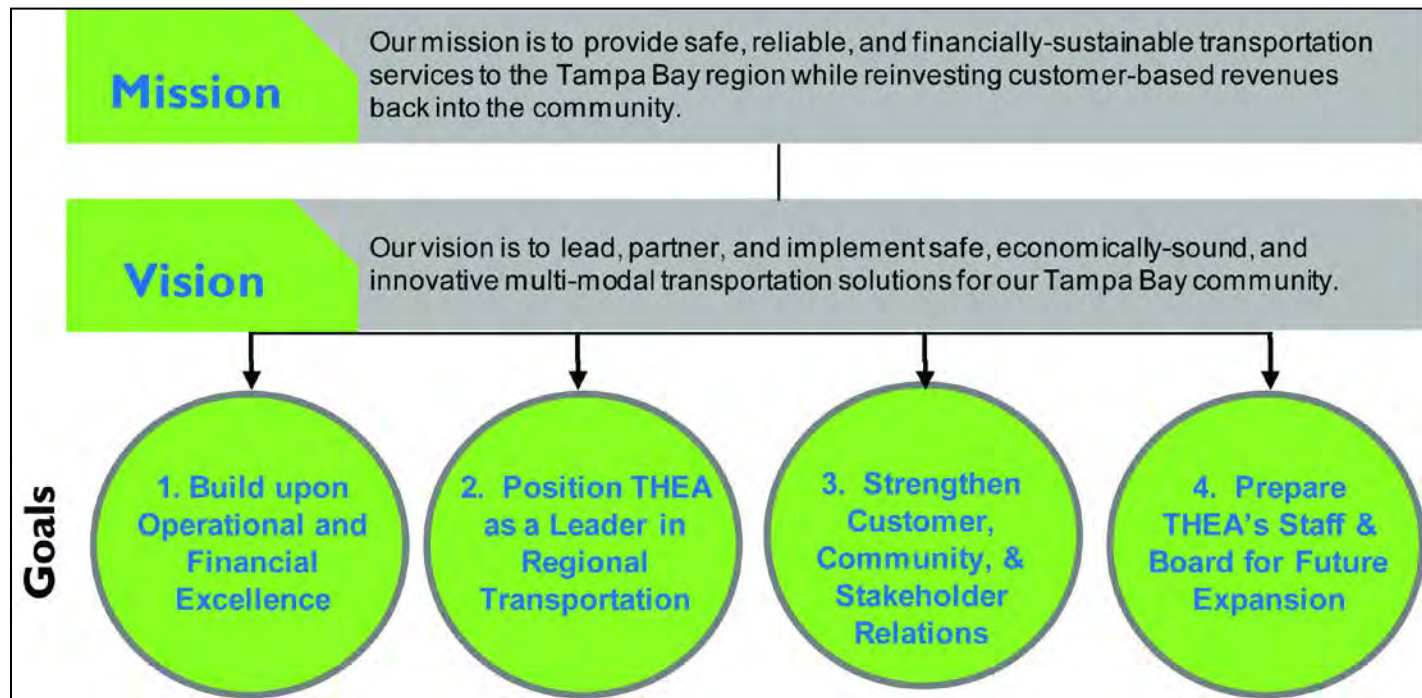 Mission
Our mission is to provide safe, reliable, and financially-sustainable transportation
services to the Tampa Bay region while reinvesting customer-based revenues
back into the community.
Vision
Our vision is to lead, partner, and implement safe, economically-sound, and
innovative multi-modal transportation solutions for our Tampa Bay community.
Goals
1. Build upon
Operational and
Financial
Excellence
2. Position THEA
as a Leader in
Regional
Transportation
3. Strengthen
Customer,
Community, &
Stakeholder
Relations
4. Prepare
THEA's Staff &
Board for Future
Expansion